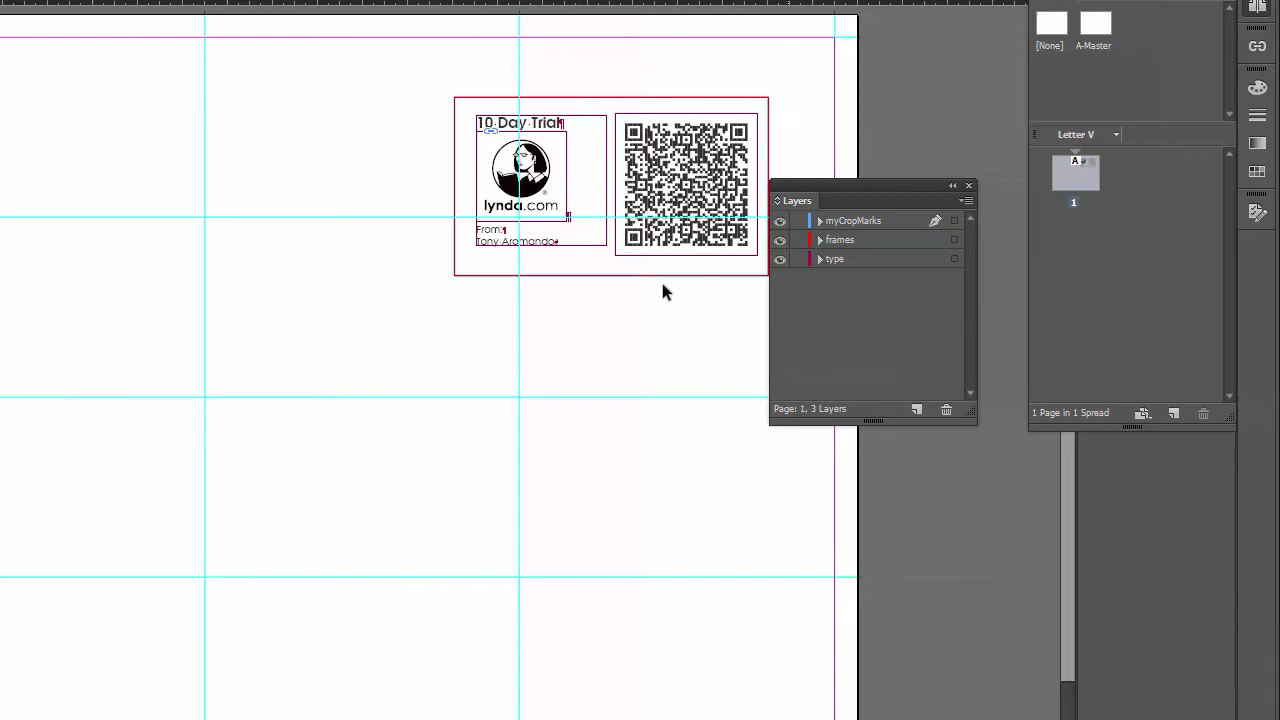 [None]
A-Master
10 Day Trial
lynda.com
®
From:
Tony Aromando
Letter V
A
1
Layers
myCropMarks
frames
type
Page: 1, 3 Layers
1 Page in 1 Spread